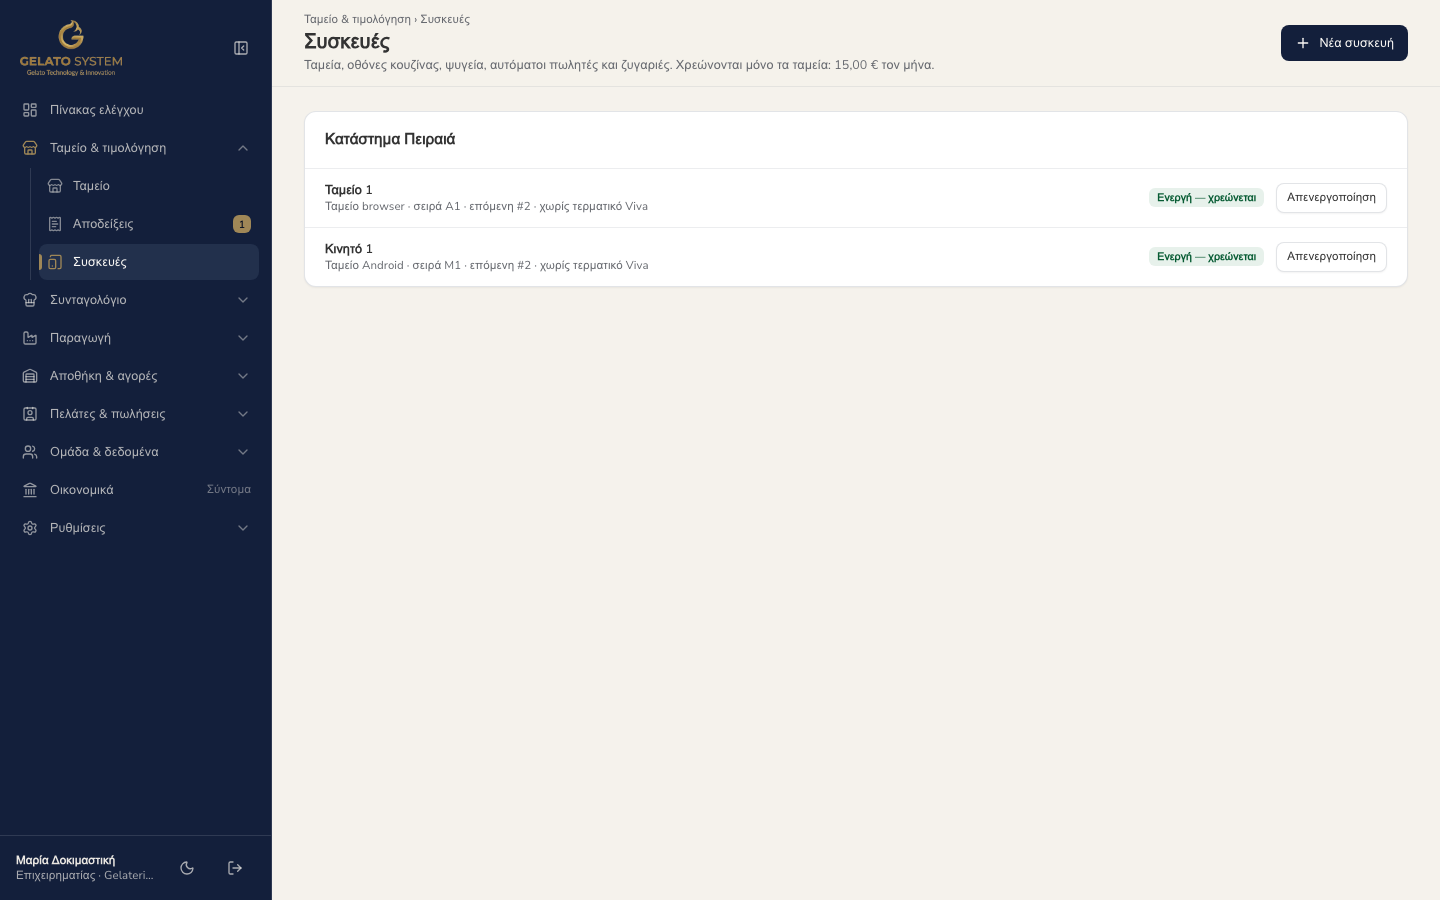 GELATO SYSTEM
Gelato Technology & Innovation
Πίνακας ελέγχου
Ταμείο & τιμολόγηση
Ταμείο
Αποδείξεις 1
Συσκευές
Συνταγολόγιο
Παραγωγή
Αποθήκη & αγορές
Πελάτες & πωλήσεις
Ομάδα & δεδομένα
Οικονομικά Σύντομα
Ρυθμίσεις
Μαρία Δοκιμαστική
Επιχειρηματίας · Gelateri...
Ταμείο & τιμολόγηση › Συσκευές
Συσκευές
Ταμεία, οθόνες κουζίνας, ψυγεία, αυτόματοι πωλητές και ζυγαριές. Χρεώνονται μόνο τα ταμεία: 15,00 € τον μήνα.
Νέα συσκευή
Κατάστημα Πειραιά
Ταμείο 1
Ταμείο browser · σειρά A1 · επόμενη #2 · χωρίς τερματικό Viva
Ενεργή — χρεώνεται Απενεργοποίηση
Κινητό 1
Ταμείο Android · σειρά M1 · επόμενη #2 · χωρίς τερματικό Viva
Ενεργή — χρεώνεται Απενεργοποίηση